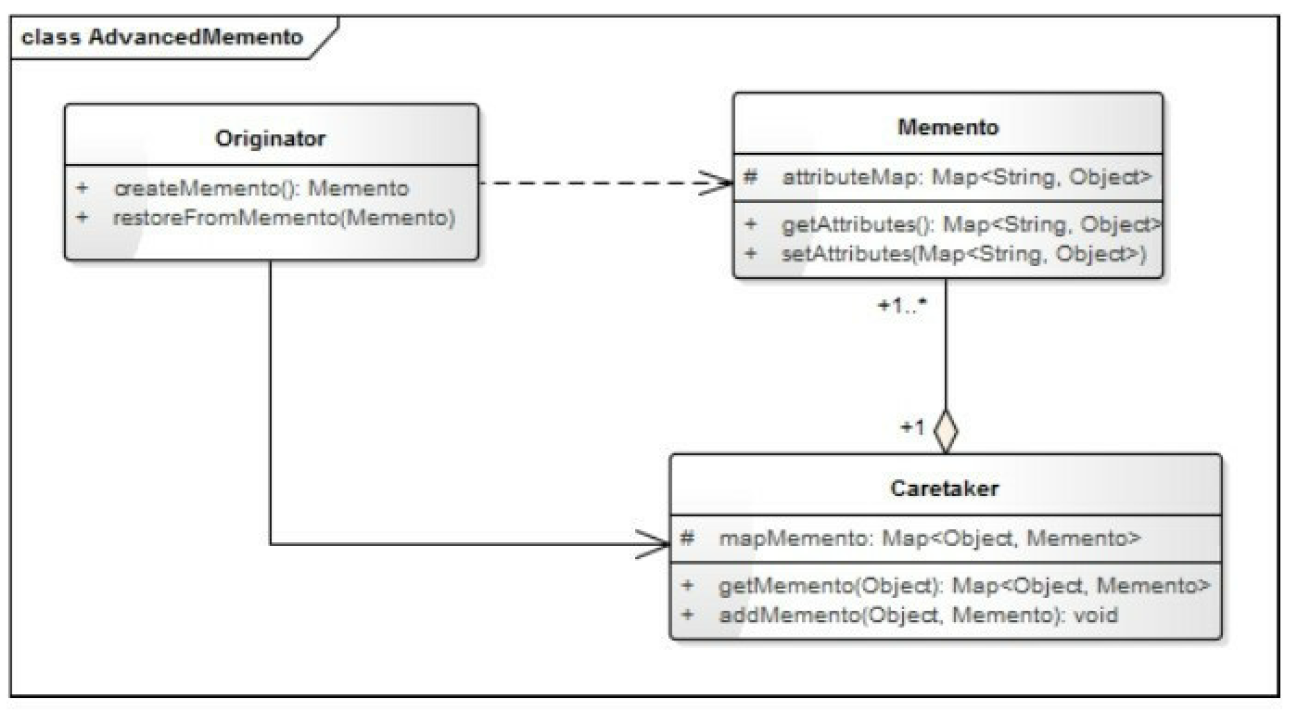 class AdvancedMemento
Originator
+ createMemento(): Memento
+ restoreFromMemento(Memento)
Memento
# attributeMap: Map<String, Object>
+ getAttributes(): Map<String, Object>
+ setAttributes(Map<String, Object>)
+1..*
+1
Caretaker
# mapMemento: Map<Object, Memento>
+ getMemento(Object): Map<Object, Memento>
+ addMemento(Object, Memento): void